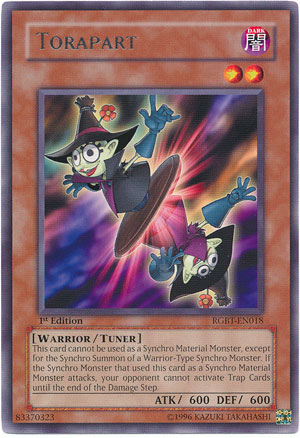 TORAPART
DARK
闇
1st Edition
RGBT-EN018
[WARRIOR/TUNER]
This card cannot be used as a Synchro Material Monster, except
for the Synchro Summon of a Warrior-Type Synchro Monster. If
the Synchro Monster that used this card as a Synchro Material
Monster attacks, your opponent cannot activate Trap Cards
until the end of the Damage Step.
ATK/ 600 DEF/ 600
83370323
©1996 KAZUKI TAKAHASHI